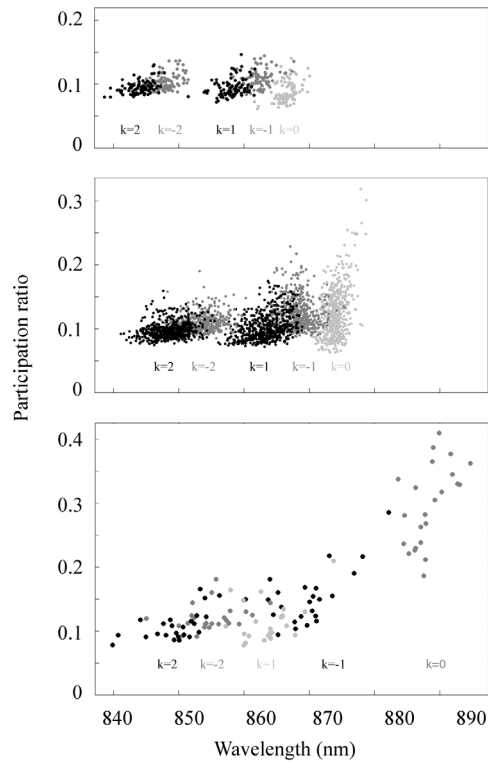 0.2
0.1
0
k=2 k=-2 k=1 k=-1 k=0
0.3
0.2
0.1
0
k=2 k=-2 k=1 k=-1 k=0
Participation ratio
0.4
0.3
0.2
0.1
0
k=2 k=-2 k=1 k=-1 k=0
840 850 860 870 880 890
Wavelength (nm)